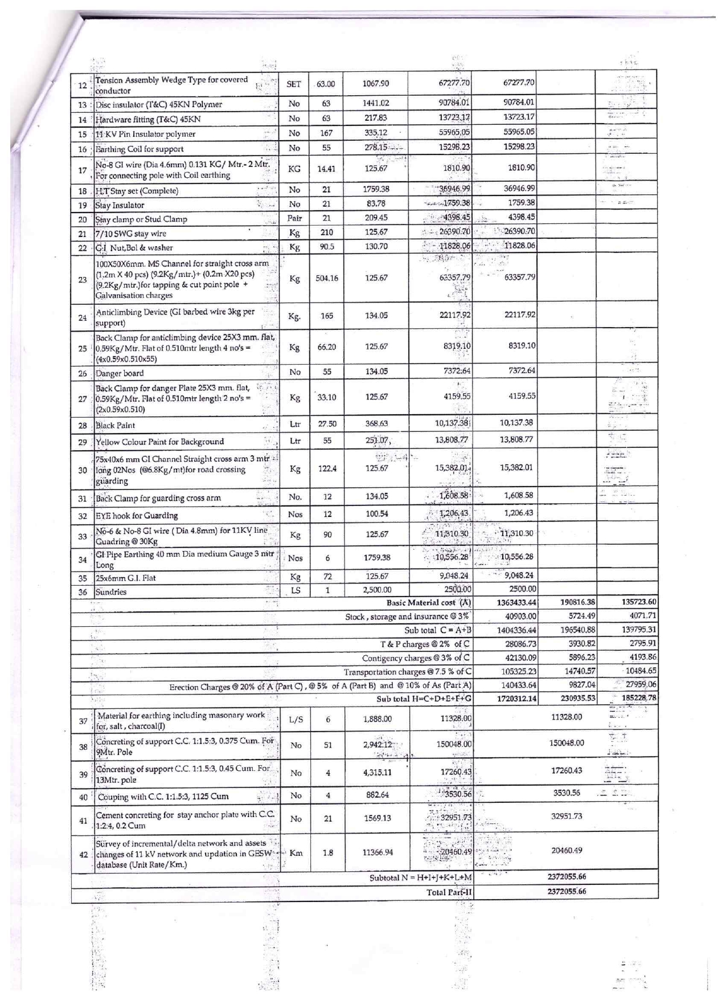 12 Tension Assembly Wedge Type for covered conductor SET 63.00 1067.90 67277.70 67277.70
13 Disc insulator (T&C) 45KN Polymer No 63 1441.02 90784.01 90784.01
14 Hardware fitting (T&C) 45KN No 63 217.83 13723.17 13723.17
15 11 KV Pin Insulator polymer No 167 335.12 55965.05 55965.05
16 Earthing Coil for support No 55 278.15 15298.23 15298.23
17 No-8 GI wire (Dia 4.6mm) 0.131 KG/ Mtr.- 2 Mtr. For connecting pole with Coil earthing KG 14.41 125.67 1810.90 1810.90
18 H.T Stay set (Complete) No 21 1759.38 36946.99 36946.99
19 Stay Insulator No 21 83.78 1759.38 1759.38
20 Stay clamp or Stud Clamp Pair 21 209.45 4398.45 4398.45
21 7/10 SWG stay wire Kg 210 125.67 26390.70 26390.70
22 G.I. Nut,Bol & washer Kg 90.5 130.70 11828.06 11828.06
23 100X50X6mm. MS Channel for straight cross arm
(1.2m X 40 pcs) (9.2Kg/mtr.)+ (0.2m X20 pcs)
(9.2Kg/mtr.)for tapping & cut point pole +
Galvanisation charges Kg 504.16 125.67 63357.79 63357.79
24 Anticlimbing Device (GI barbed wire 3kg per support) Kg. 165 134.05 22117.92 22117.92
25 Back Clamp for anticlimbing device 25X3 mm. flat,
0.59Kg/Mtr. Flat of 0.510mtr length 4 no's =
(4x0.59x0.510x55) Kg 66.20 125.67 8319.10 8319.10
26 Danger board No 55 134.05 7372.64 7372.64
27 Back Clamp for danger Plate 25X3 mm. flat,
0.59Kg/Mtr. Flat of 0.510mtr length 2 no's =
(2x0.59x0.510) Kg 33.10 125.67 4159.55 4159.55
28 Black Paint Ltr 27.50 368.63 10,137.38 10,137.38
29 Yellow Colour Paint for Background Ltr 55 251.07 13,808.77 13,808.77
30 75x40x6 mm GI Channel Straight cross arm 3 mtr
long 02Nos (@6.8Kg/mt)for road crossing
guarding Kg 122.4 125.67 15,382.01 15,382.01
31 Back Clamp for guarding cross arm No. 12 134.05 1,608.58 1,608.58
32 EYE hook for Guarding Nos 12 100.54 1,206.43 1,206.43
33 No-6 & No-8 GI wire ( Dia 4.8mm) for 11KV line
Guadring @ 30Kg Kg 90 125.67 11,310.30 11,310.30
34 GI Pipe Earthing 40 mm Dia medium Gauge 3 mtr
Long Nos 6 1759.38 10,556.28 10,556.28
35 25x6mm G.I. Flat Kg 72 125.67 9,048.24 9,048.24
36 Sundries LS 1 2,500.00 2500.00 2500.00
Basic Material cost (A) 1363433.44 190816.38 135723.60
Stock , storage and insurance @ 3% 40903.00 5724.49 4071.71
Sub total C = A+B 1404336.44 196540.88 139795.31
T & P charges @ 2% of C 28086.73 3930.82 2795.91
Contigency charges @ 3% of C 42130.09 5896.23 4193.86
Transportation charges @ 7.5 % of C 105325.23 14740.57 10484.65
Erection Charges @ 20% of A (Part C) , @ 5% of A (Part B) and @ 10% of As (Part A) 140433.64 9827.04 27959.06
Sub total H=C+D+E+F+G 1720312.14 230935.53 185228.78
37 Material for earthing including masonary work
for, salt , charcoal(I) L/S 6 1,888.00 11328.00 11328.00
38 Concreting of support C.C. 1:1.5:3, 0.375 Cum. For
9Mtr. Pole No 51 2,942.12 150048.00 150048.00
39 Concreting of support C.C. 1:1.5:3, 0.45 Cum. For
13Mtr. pole No 4 4,315.11 17260.43 17260.43
40 Couping with C.C. 1:1.5:3, 1125 Cum No 4 882.64 3530.56 3530.56
41 Cement concreting for stay anchor plate with C.C.
1:2:4, 0.2 Cum No 21 1569.13 32951.73 32951.73
42 Survey of incremental/delta network and assets
changes of 11 kV network and updation in GESW
database (Unit Rate/Km.) Km 1.8 11366.94 20460.49 20460.49
Subtotal N = H+I+J+K+L+M 2372055.66
Total Part-II 2372055.66